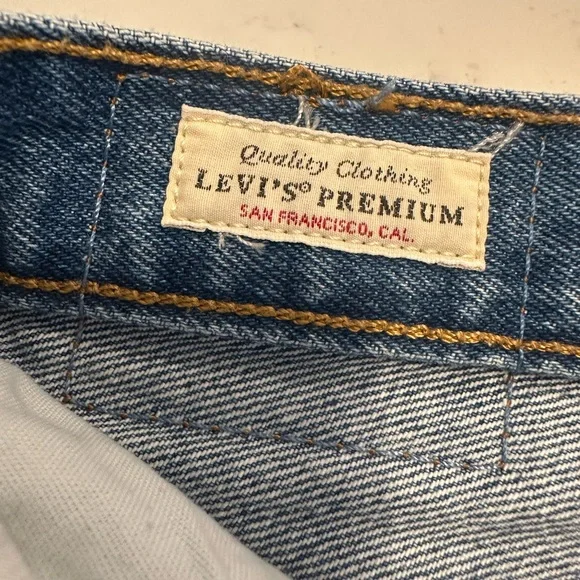 Quality Clothing
LEVI'S® PREMIUM
SAN FRANCISCO, CAL.